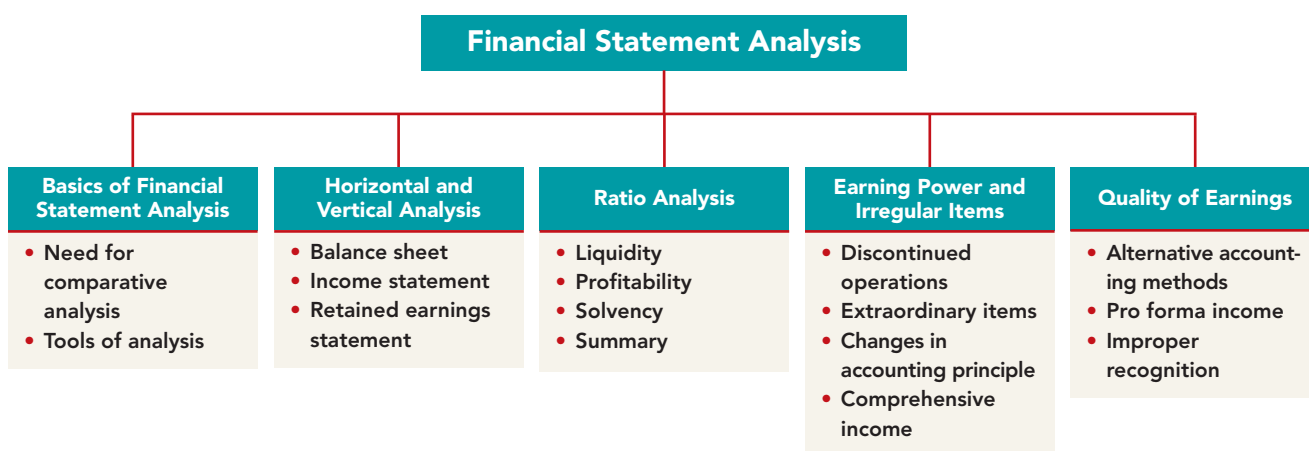 Financial Statement Analysis
Basics of Financial
Statement Analysis
• Need for
comparative
analysis
• Tools of analysis
Horizontal and
Vertical Analysis
• Balance sheet
• Income statement
• Retained earnings
statement
Ratio Analysis
• Liquidity
• Profitability
• Solvency
• Summary
Earning Power and
Irregular Items
• Discontinued
operations
• Extraordinary items
• Changes in
accounting principle
• Comprehensive
income
Quality of Earnings
• Alternative account-
ing methods
• Pro forma income
• Improper
recognition